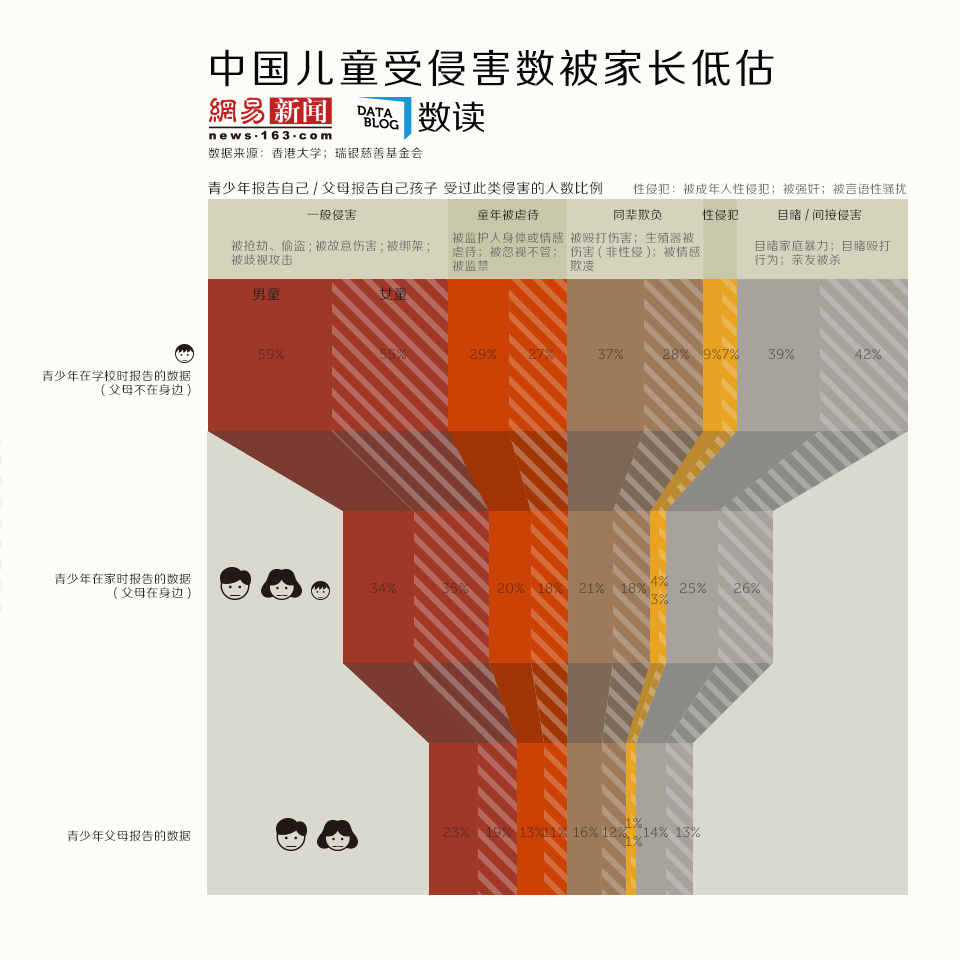 中国儿童受侵害数被家长低估
網易 新闻 DATA BLOG 数读
news·163·com
数据来源：香港大学；瑞银慈善基金会
青少年报告自己 / 父母报告自己孩子 受过此类侵害的人数比例 性侵犯：被成年人性侵犯；被强奸；被言语性骚扰
一般侵害 童年被虐待 同辈欺负 性侵犯 目睹 / 间接侵害
被抢劫、偷盗；被故意伤害；被绑架；
被歧视攻击
被监护人身体或情感
虐待；被忽视不管；
被监禁
被殴打伤害；生殖器被
伤害 ( 非性侵 )；被情感
欺凌
目睹家庭暴力；目睹殴打
行为；亲友被杀
男童 女童
59% 55% 29% 27% 37% 28% 9% 7% 39% 42%
青少年在学校时报告的数据
( 父母不在身边 )
青少年在家时报告的数据
( 父母在身边 )
34% 35% 20% 18% 21% 18% 4% 3% 25% 26%
青少年父母报告的数据
23% 19% 13% 11% 16% 12% 1% 1% 14% 13%